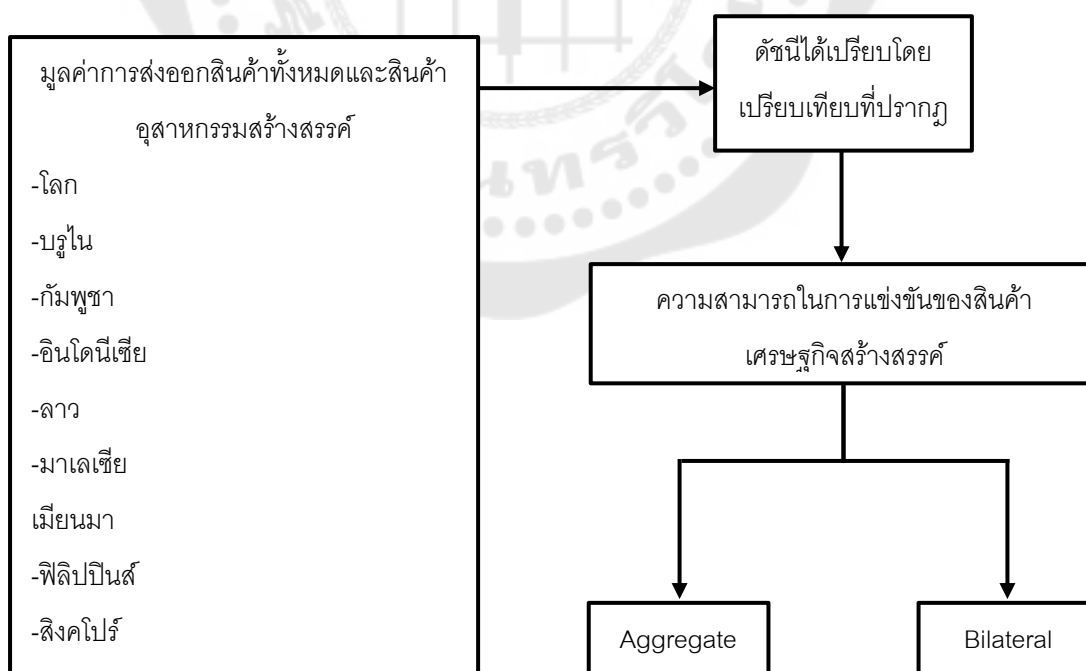 มูลค่าการส่งออกสินค้าทั้งหมดและสินค้า
อุสาหกรรมสร้างสรรค์
-โลก
-บรูไน
-กัมพูชา
-อินโดนีเซีย
-ลาว
-มาเลเซีย
เมียนมา
-ฟิลิปปินส์
-สิงคโปร์
ดัชนีได้เปรียบโดย
เปรียบเทียบที่ปรากฏ
ความสามารถในการแข่งขันของสินค้า
เศรษฐกิจสร้างสรรค์
Aggregate
Bilateral